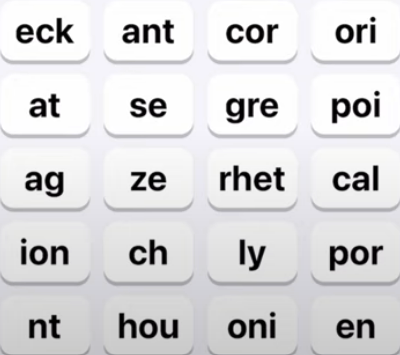 eck ant cor ori
at se gre poi
ag ze rhet cal
ion ch ly por
nt hou oni en